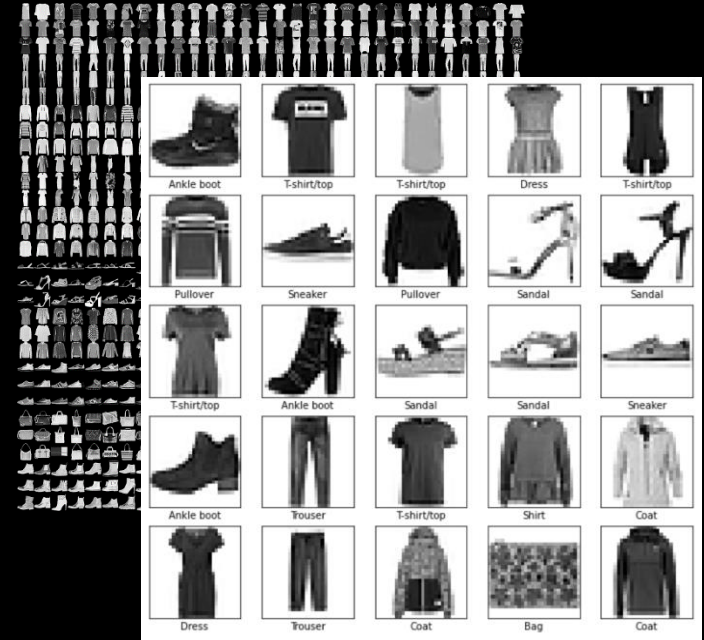 Ankle boot T-shirt/top T-shirt/top Dress T-shirt/top
Pullover Sneaker Pullover Sandal Sandal
T-shirt/top Ankle boot Sandal Sandal Sneaker
Ankle boot Trouser T-shirt/top Shirt Coat
Dress Trouser Coat Bag Coat